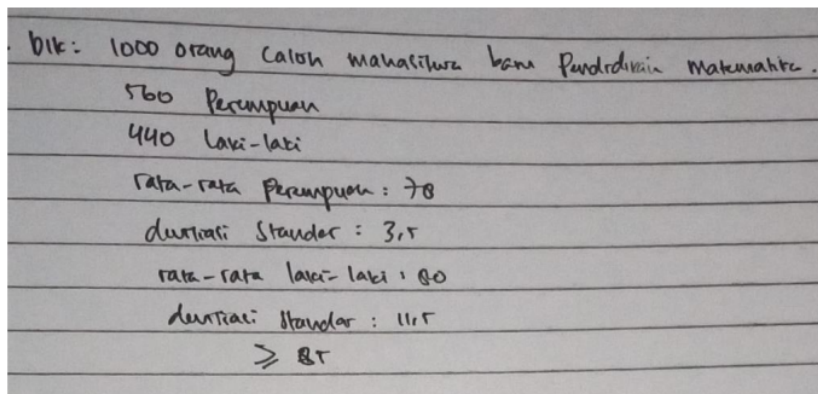 . DIK: 1000 orang Calon mahasiswa baru Pendidikan Matematika.
560 Perempuan
440 Laki-laki
rata-rata Perempuan : 78
deviasi Standar : 3,5
rata-rata laki-laki : 80
deviasi Standar : 11,5
≥ 85